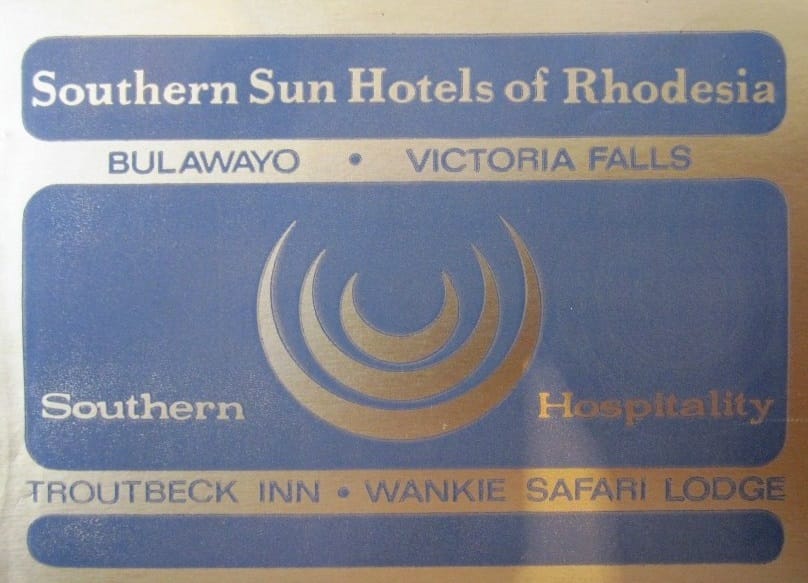 Southern Sun Hotels of Rhodesia
BULAWAYO • VICTORIA FALLS
Southern Hospitality
TROUTBECK INN • WANKIE SAFARI LODGE